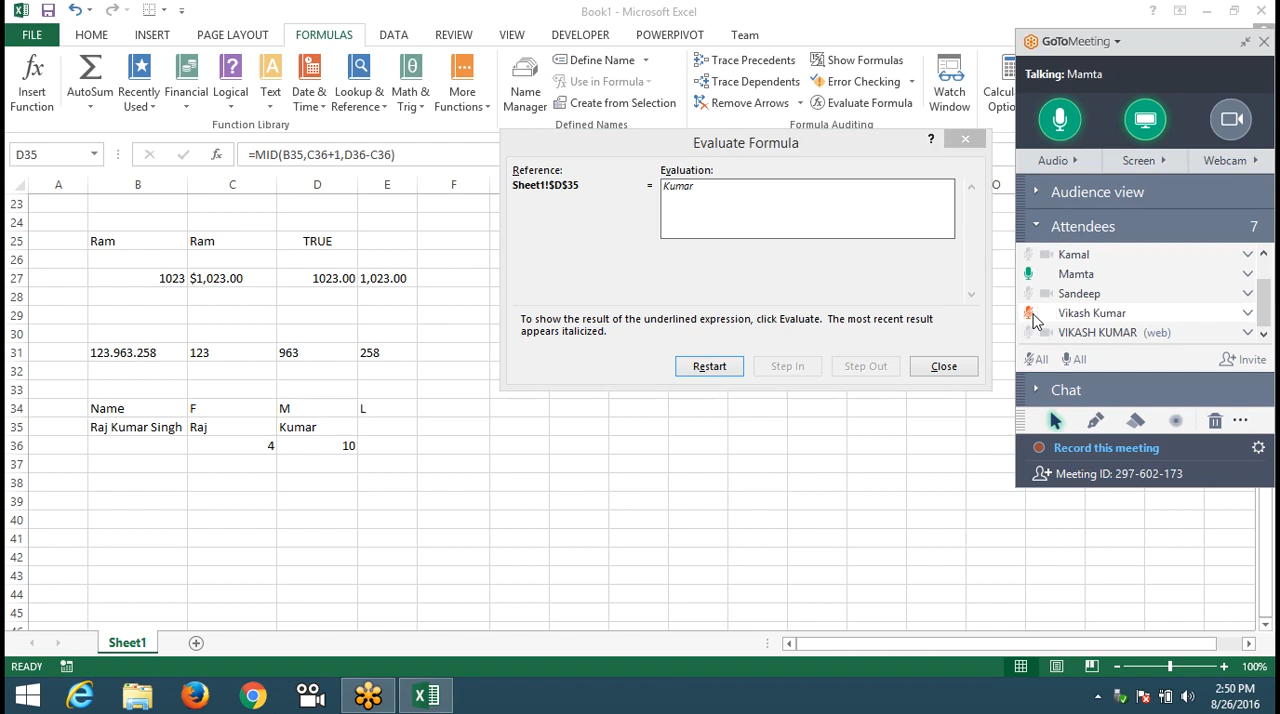 Book1 - Microsoft Excel
FILE HOME INSERT PAGE LAYOUT FORMULAS DATA REVIEW VIEW DEVELOPER POWERPIVOT Team
Insert Function
AutoSum
Recently Used
Financial
Logical
Text
Date & Time
Lookup & Reference
Math & Trig
More Functions
Function Library
Name Manager
Define Name
Use in Formula
Create from Selection
Defined Names
Trace Precedents
Trace Dependents
Remove Arrows
Show Formulas
Error Checking
Evaluate Formula
Formula Auditing
Watch Window
D35 fx =MID(B35,C36+1,D36-C36)
A B C D E F O
23
24
25 Ram Ram TRUE
26
27 1023 $1,023.00 1023.00 1,023.00
28
29
30
31 123.963.258 123 963 258
32
33
34 Name F M L
35 Raj Kumar Singh Raj Kumar
36 4 10
37
38
39
40
41
42
43
44
45
Evaluate Formula
?
Reference:
Evaluation:
Sheet1!$D$35 = Kumar
To show the result of the underlined expression, click Evaluate. The most recent result
appears italicized.
Restart Step In Step Out Close
GoToMeeting
Talking: Mamta
Audio Screen Webcam
Audience view
Attendees 7
Kamal
Mamta
Sandeep
Vikash Kumar
VIKASH KUMAR (web)
All All Invite
Chat
Record this meeting
Meeting ID: 297-602-173
Sheet1
READY
100%
2:50 PM
8/26/2016